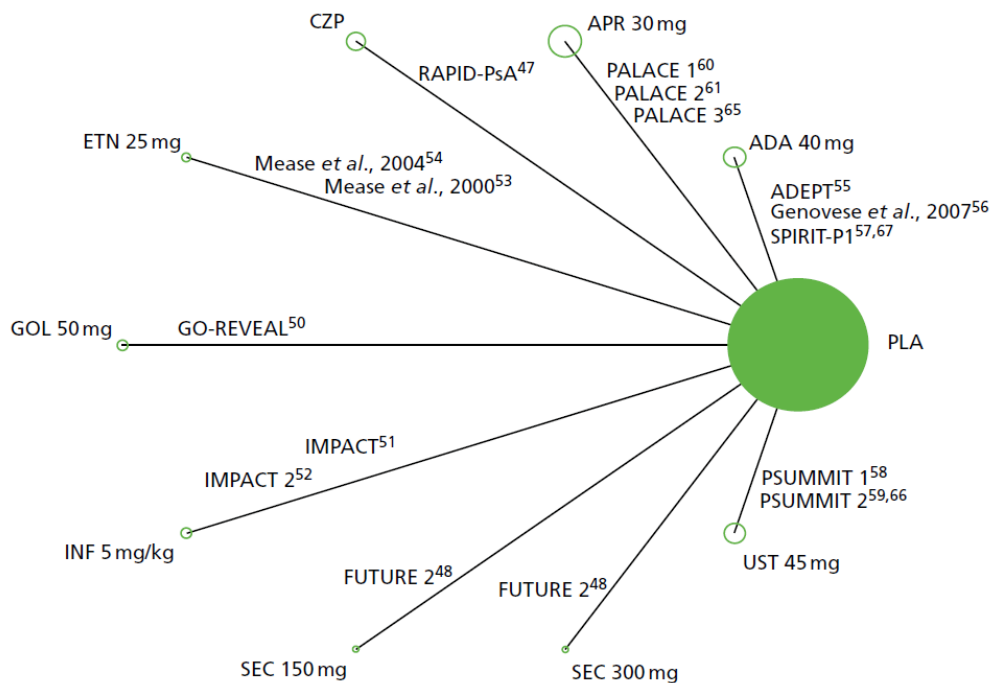 CZP
APR 30 mg
RAPID-PsA47
PALACE 160
PALACE 261
PALACE 365
ETN 25 mg
ADA 40 mg
Mease et al., 200454
Mease et al., 200053
ADEPT55
Genovese et al., 200756
SPIRIT-P157,67
GOL 50 mg
GO-REVEAL50
PLA
IMPACT51
IMPACT 252
INF 5 mg/kg
PSUMMIT 158
PSUMMIT 259,66
UST 45 mg
FUTURE 248
FUTURE 248
SEC 150 mg
SEC 300 mg